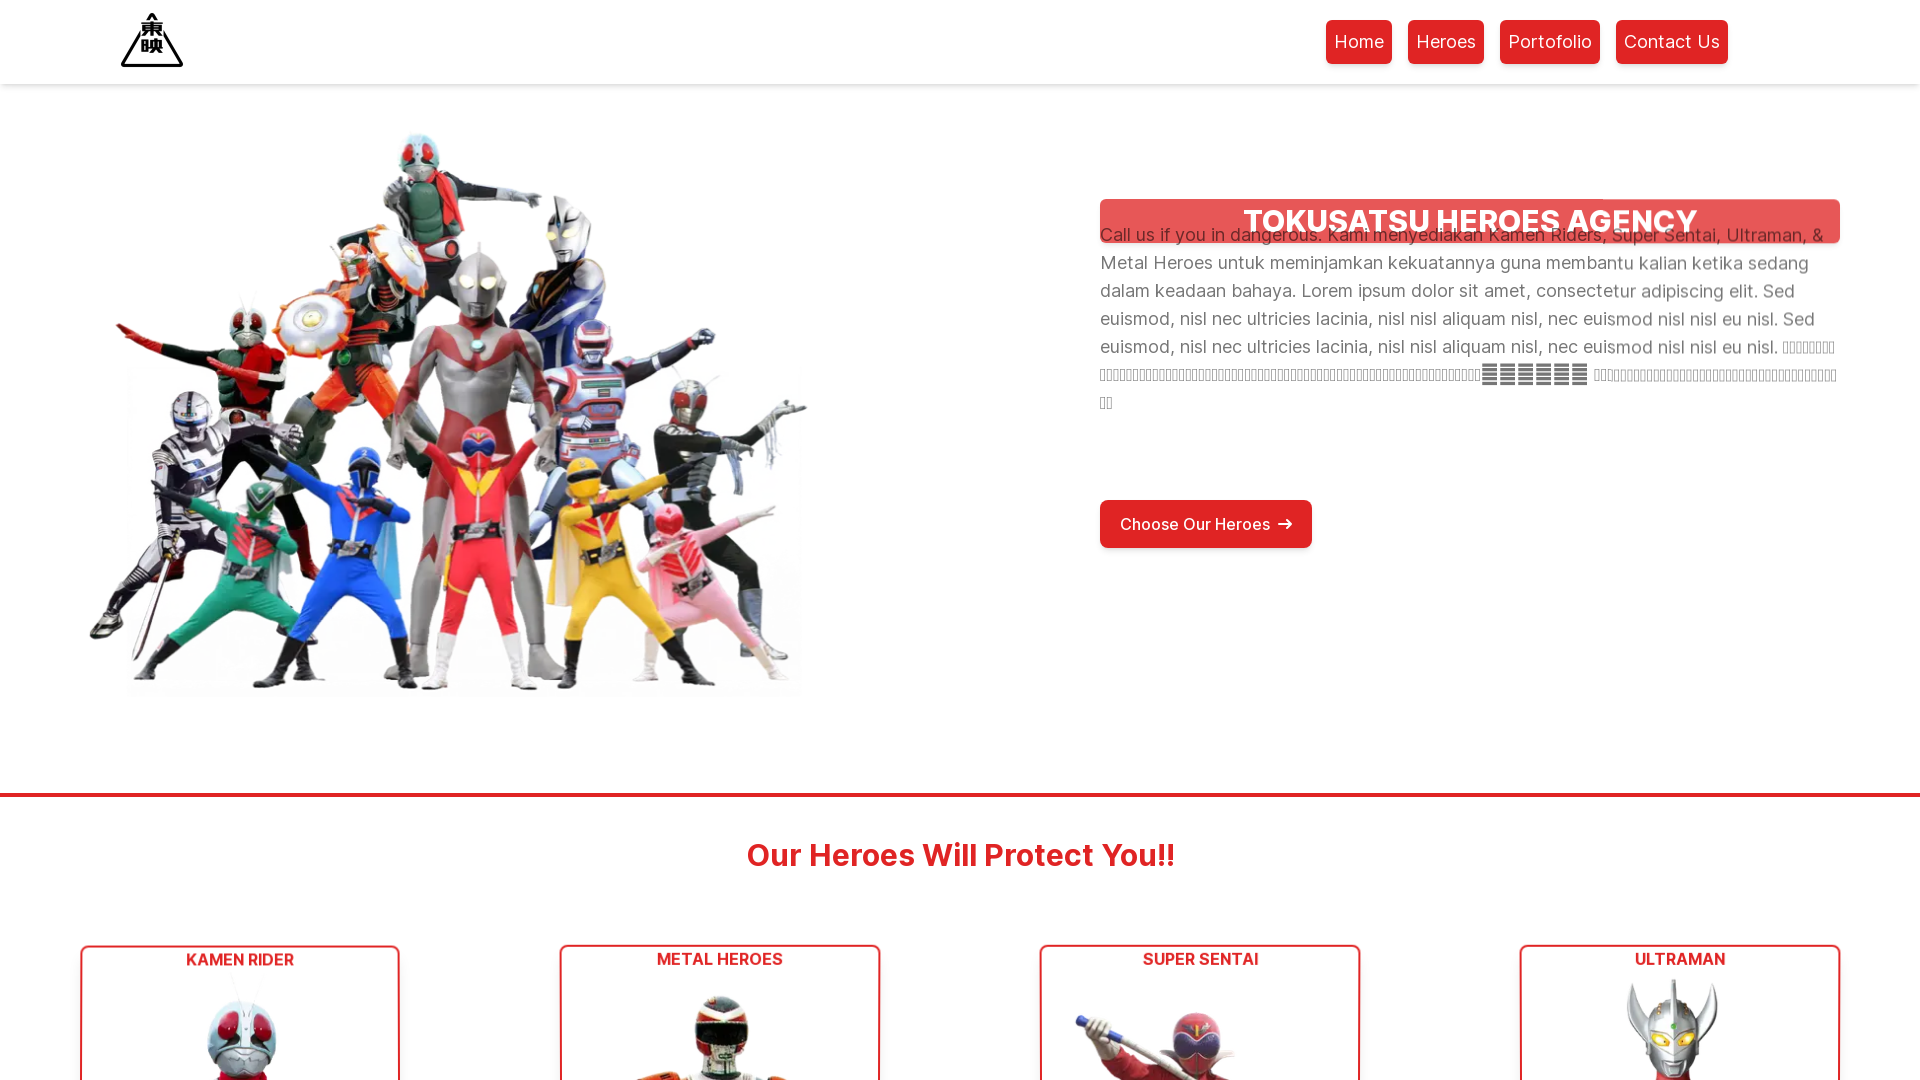 東
映
Home
Heroes
Portofolio
Contact Us
TOKUSATSU HEROES AGENCY
Call us if you in dangerous. Kami menyediakan Kamen Riders, Super Sentai, Ultraman, &
Metal Heroes untuk meminjamkan kekuatannya guna membantu kalian ketika sedang
dalam keadaan bahaya. Lorem ipsum dolor sit amet, consectetur adipiscing elit. Sed
euismod, nisl nec ultricies lacinia, nisl nisl aliquam nisl, nec euismod nisl nisl eu nisl. Sed
euismod, nisl nec ultricies lacinia, nisl nisl aliquam nisl, nec euismod nisl nisl eu nisl.
Choose Our Heroes →
Our Heroes Will Protect You!!
KAMEN RIDER
METAL HEROES
SUPER SENTAI
ULTRAMAN